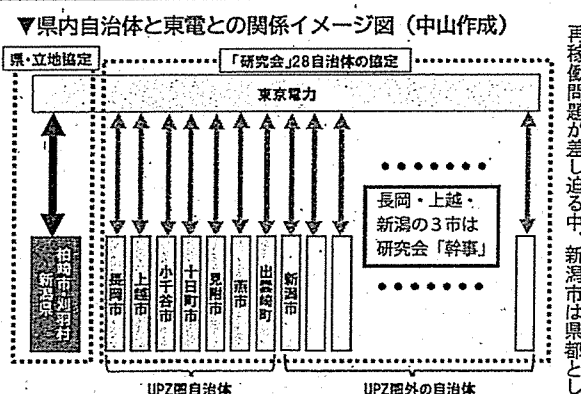 ▼県内自治体と東電との関係イメージ図（中山作成）
県・立地協定
「研究会」28自治体の協定
東京電力
柏崎市・刈羽村
新潟県
長岡市
上越市
小千谷市
十日町市
見附市
燕市
出雲崎町
新潟市
長岡・上越・
新潟の3市は
研究会「幹事」
UPZ圏自治体
UPZ圏外の自治体
再稼働問題が差し迫る中、新潟市は県都とし